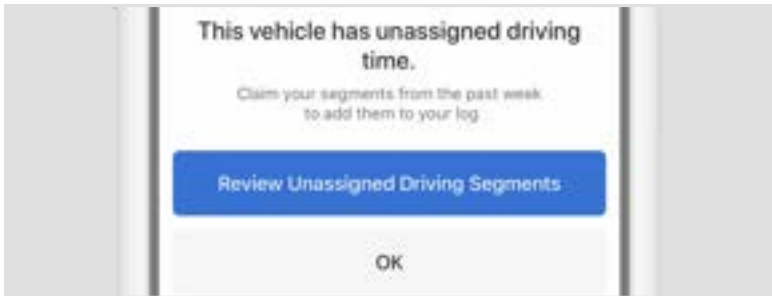 This vehicle has unassigned driving
time.
Claim your segments from the past week
to add them to your log
Review Unassigned Driving Segments
OK